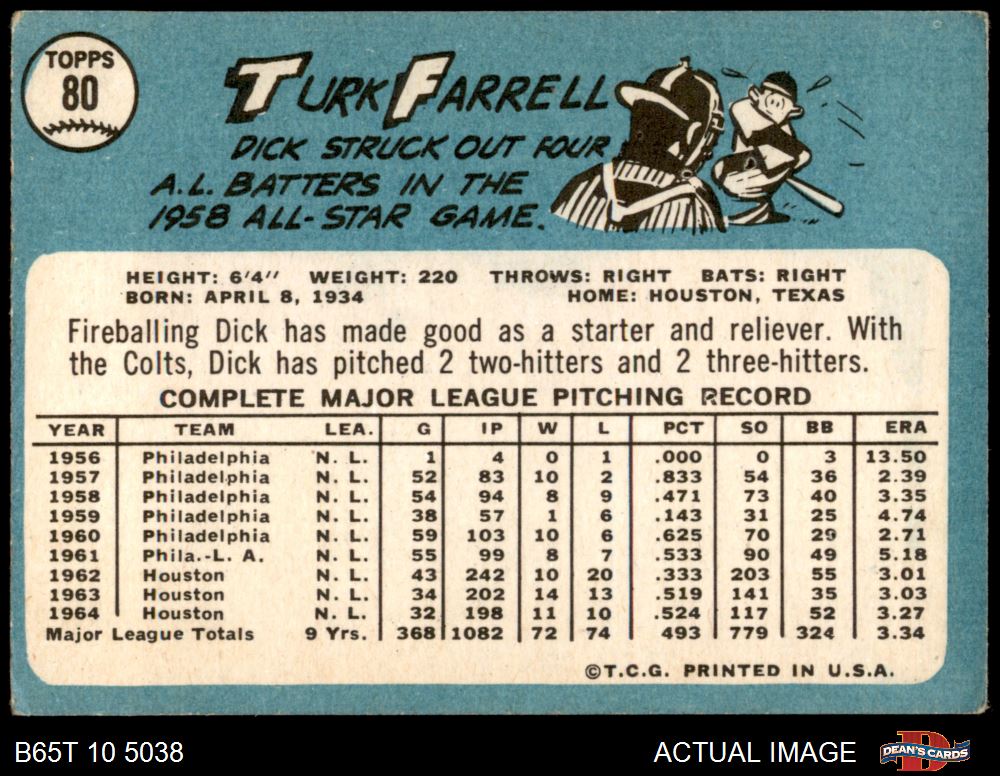 TOPPS
80
TURK FARRELL
DICK STRUCK OUT FOUR
A.L. BATTERS IN THE
1958 ALL-STAR GAME.
HEIGHT: 6'4" WEIGHT: 220 THROWS: RIGHT BATS: RIGHT
BORN: APRIL 8, 1934 HOME: HOUSTON, TEXAS
Fireballing Dick has made good as a starter and reliever. With
the Colts, Dick has pitched 2 two-hitters and 2 three-hitters.
COMPLETE MAJOR LEAGUE PITCHING RECORD
YEAR TEAM LEA. G IP W L PCT SO BB ERA
1956 Philadelphia N. L. 1 4 0 1 .000 0 3 13.50
1957 Philadelphia N. L. 52 83 10 2 .833 54 36 2.39
1958 Philadelphia N. L. 54 94 8 9 .471 73 40 3.35
1959 Philadelphia N. L. 38 57 1 6 .143 31 25 4.74
1960 Philadelphia N. L. 59 103 10 6 .625 70 29 2.71
1961 Phila.-L. A. N. L. 55 99 8 7 .533 90 49 5.18
1962 Houston N. L. 43 242 10 20 .333 203 55 3.01
1963 Houston N. L. 34 202 14 13 .519 141 35 3.03
1964 Houston N. L. 32 198 11 10 .524 117 52 3.27
Major League Totals 9 Yrs. 368 1082 72 74 493 779 324 3.34
©T.C.G. PRINTED IN U.S.A.
B65T 10 5038 ACTUAL IMAGE DEAN'S CARDS